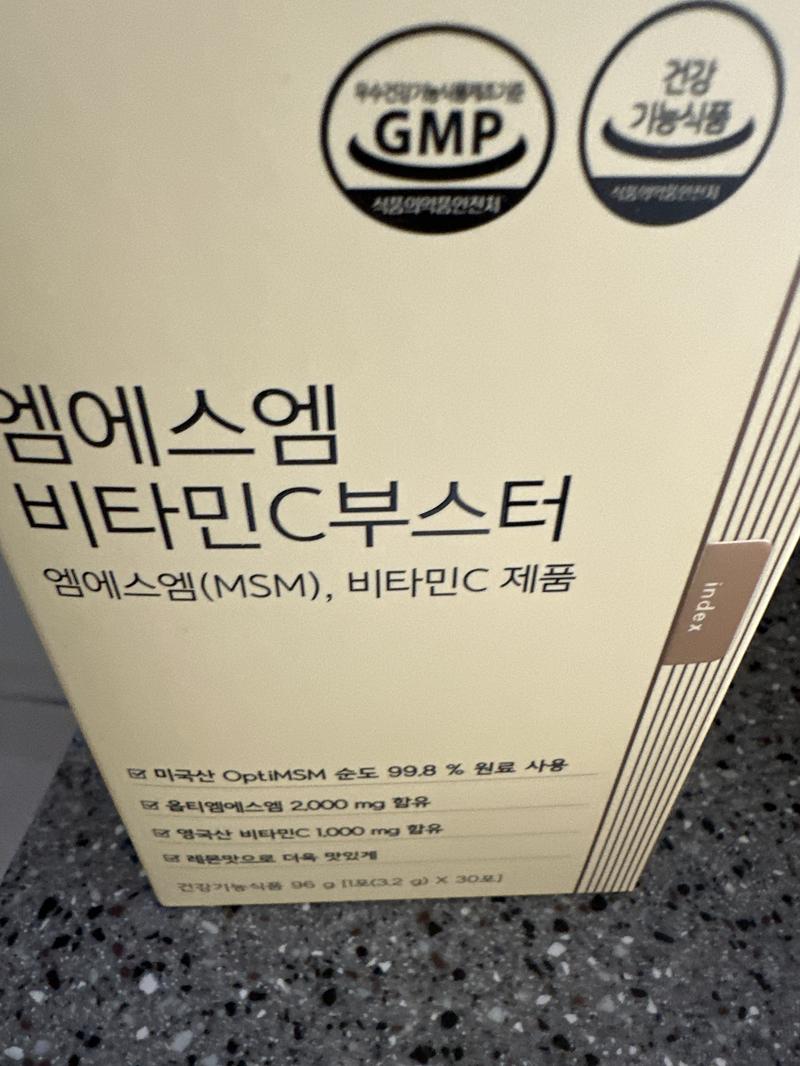 우수건강기능식품제조기준
GMP
식품의약품안전처
건강
기능식품
식품의약품안전처
엠에스엠
비타민C부스터
엠에스엠(MSM), 비타민C 제품
index
미국산 OptiMSM 순도 99.8 % 원료 사용
옵티엠에스엠 2,000 mg 함유
영국산 비타민C 1,000 mg 함유
레몬맛으로 더욱 맛있게
건강기능식품 96 g [1포(3.2 g) X 30포]